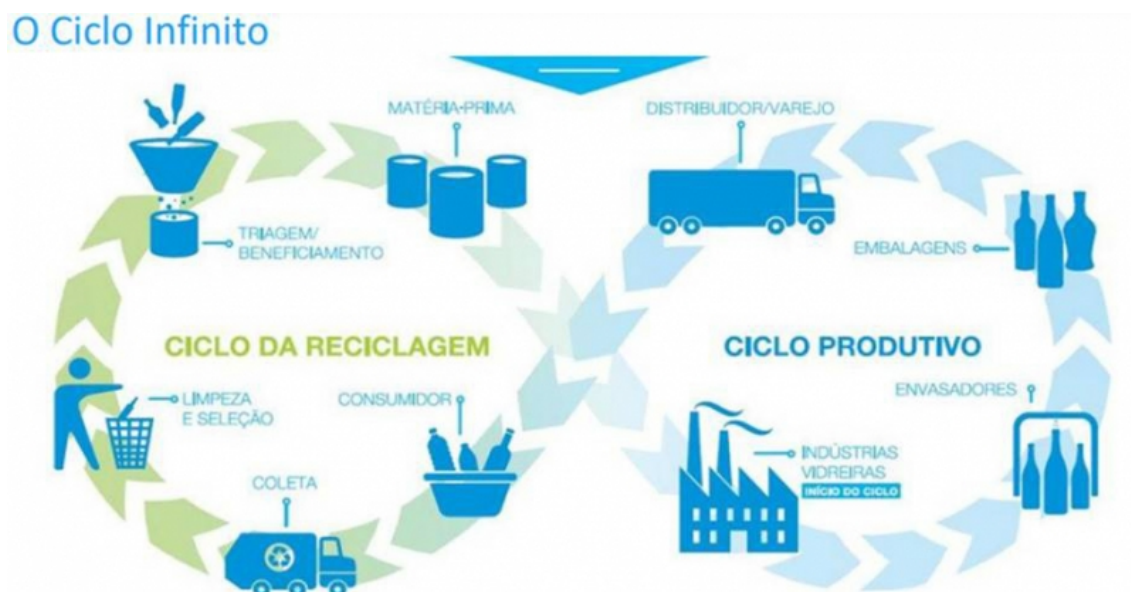 O Ciclo Infinito
MATÉRIA-PRIMA
DISTRIBUIDOR/VAREJO
TRIAGEM/
BENEFICIAMENTO
EMBALAGENS
CICLO DA RECICLAGEM
CICLO PRODUTIVO
LIMPEZA
E SELEÇÃO
CONSUMIDOR
ENVASADORES
COLETA
INDÚSTRIAS
VIDREIRAS
INÍCIO DO CICLO